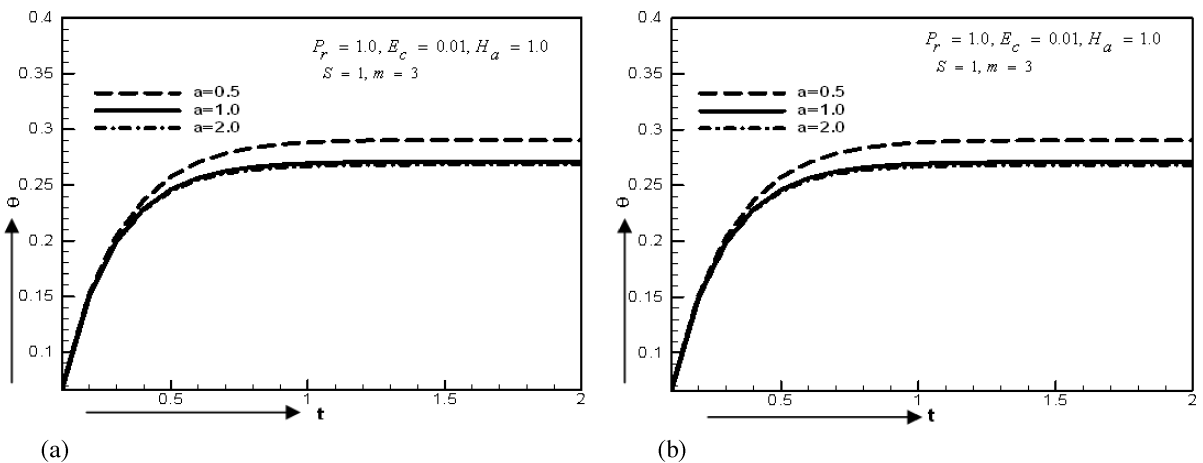 0.4
P_r = 1.0, E_c = 0.01, H_a = 1.0
S = 1, m = 3
0.35
a=0.5
a=1.0
a=2.0
0.3
0.25
θ
0.2
0.15
0.1
0.5
1
1.5
2
t
(a)
0.4
P_r = 1.0, E_c = 0.01, H_a = 1.0
S = 1, m = 3
0.35
a=0.5
a=1.0
a=2.0
0.3
0.25
θ
0.2
0.15
0.1
0.5
1
1.5
2
t
(b)